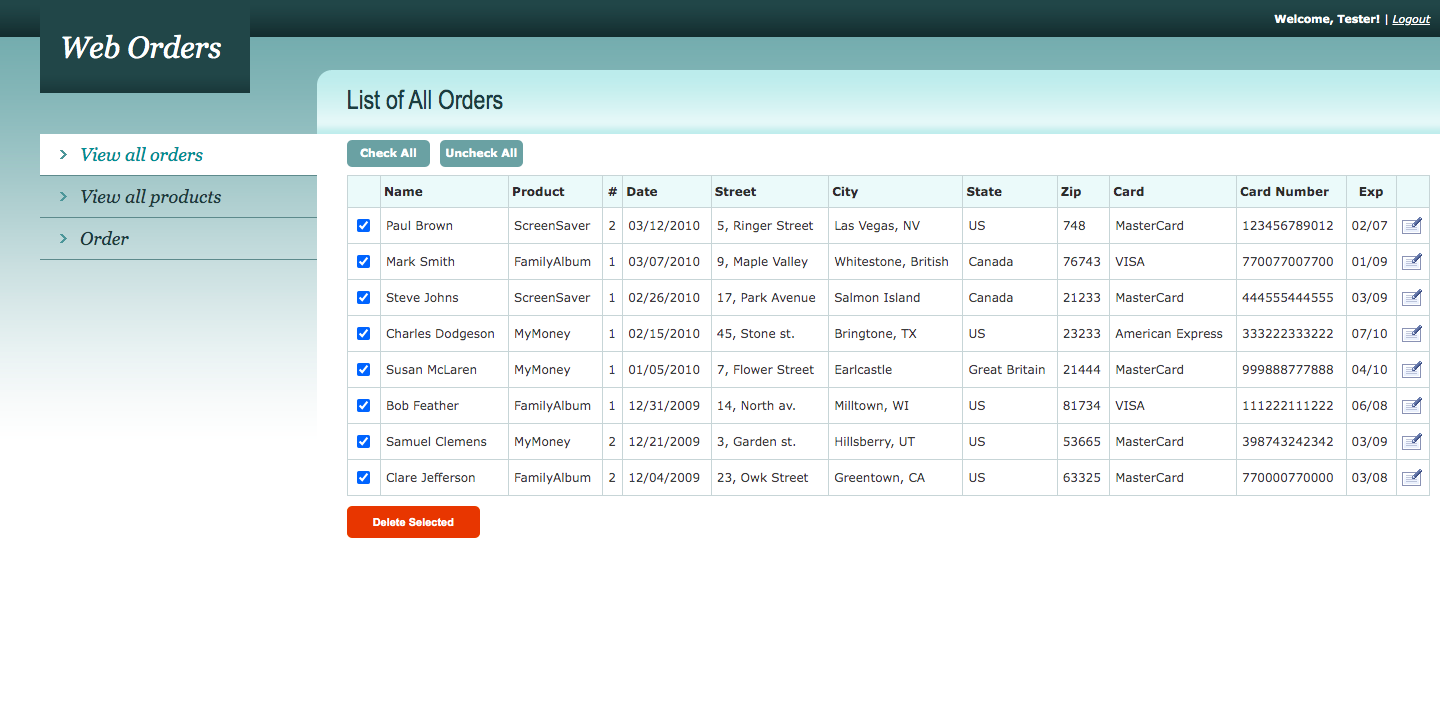 Welcome, Tester! | Logout
Web Orders
List of All Orders
View all orders
View all products
Order
Check All Uncheck All
Name Product # Date Street City State Zip Card Card Number Exp
Paul Brown ScreenSaver 2 03/12/2010 5, Ringer Street Las Vegas, NV US 748 MasterCard 123456789012 02/07
Mark Smith FamilyAlbum 1 03/07/2010 9, Maple Valley Whitestone, British Canada 76743 VISA 770077007700 01/09
Steve Johns ScreenSaver 1 02/26/2010 17, Park Avenue Salmon Island Canada 21233 MasterCard 444555444555 03/09
Charles Dodgeson MyMoney 1 02/15/2010 45, Stone st. Bringtone, TX US 23233 American Express 333222333222 07/10
Susan McLaren MyMoney 1 01/05/2010 7, Flower Street Earlcastle Great Britain 21444 MasterCard 999888777888 04/10
Bob Feather FamilyAlbum 1 12/31/2009 14, North av. Milltown, WI US 81734 VISA 111222111222 06/08
Samuel Clemens MyMoney 2 12/21/2009 3, Garden st. Hillsberry, UT US 53665 MasterCard 398743242342 03/09
Clare Jefferson FamilyAlbum 2 12/04/2009 23, Owk Street Greentown, CA US 63325 MasterCard 770000770000 03/08
Delete Selected